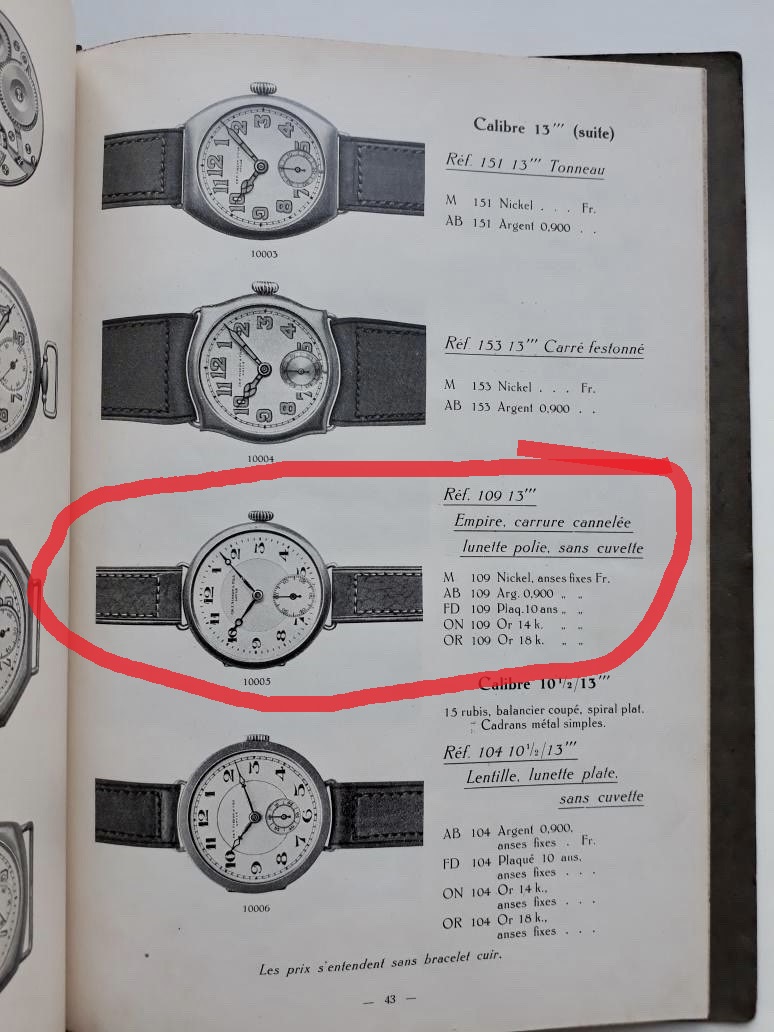 Calibre 13''' (suite)
Réf. 151 13''' Tonneau
M 151 Nickel . . . Fr.
AB 151 Argent 0,900 . .
10003
Réf. 153 13''' Carré festonné
M 153 Nickel . . . Fr.
AB 153 Argent 0,900 . .
10004
Réf. 109 13'''
Empire, carrure cannelée
lunette polie, sans cuvette
M 109 Nickel, anses fixes Fr.
AB 109 Arg. 0,900 „ „
FD 109 Plaq. 10 ans „ „
ON 109 Or 14 k. „ „
OR 109 Or 18 k. „ „
10005
Calibre 10 1/2/13'''
15 rubis, balancier coupé, spiral plat.
Cadrans métal simples.
Réf. 104 10 1/2/13'''
Lentille, lunette plate,
sans cuvette
AB 104 Argent 0,900,
anses fixes . Fr.
FD 104 Plaqué 10 ans,
anses fixes . . .
ON 104 Or 14 k.,
anses fixes . . .
OR 104 Or 18 k.,
anses fixes . . .
10006
Les prix s'entendent sans bracelet cuir.
— 43 —